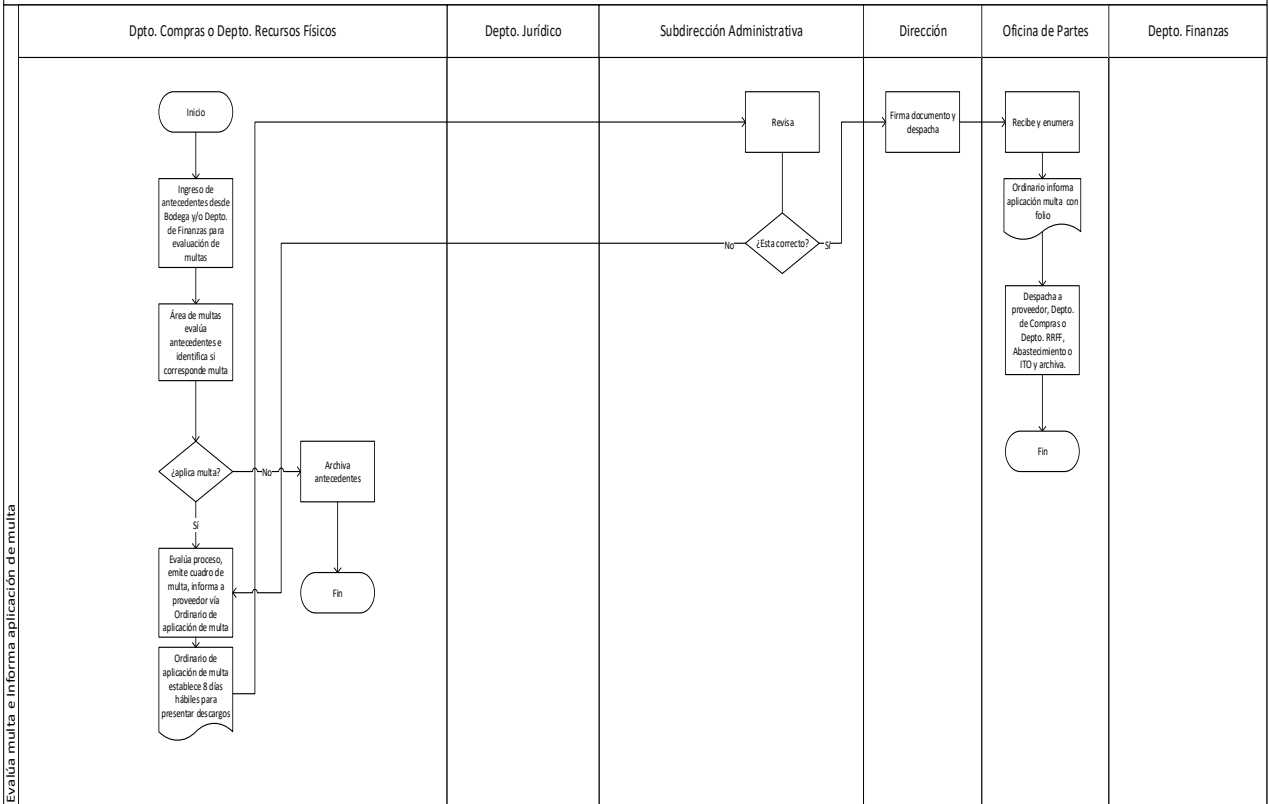 Dpto. Compras o Depto. Recursos Físicos
Depto. Jurídico
Subdirección Administrativa
Dirección
Oficina de Partes
Depto. Finanzas
Evalúa multa e Informa aplicación de multa
Inicio
Ingreso de
antecedentes desde
Bodega y/o Depto.
de Finanzas para
evaluación de
multas
Área de multas
evalúa
antecedentes e
identifica si
corresponde multa
¿aplica multa?
No
Archiva
antecedentes
Fin
Sí
Evalúa proceso,
emite cuadro de
multa, informa a
proveedor vía
Ordinario de
aplicación de multa
Ordinario de
aplicación de multa
establece 8 días
hábiles para
presentar descargos
Revisa
¿Esta correcto?
No
Sí
Firma documento y
despacha
Recibe y enumera
Ordinario informa
aplicación multa con
folio
Despacha a
proveedor, Depto.
de Compras o
Depto. RRFF,
Abastecimiento o
ITO y archiva.
Fin